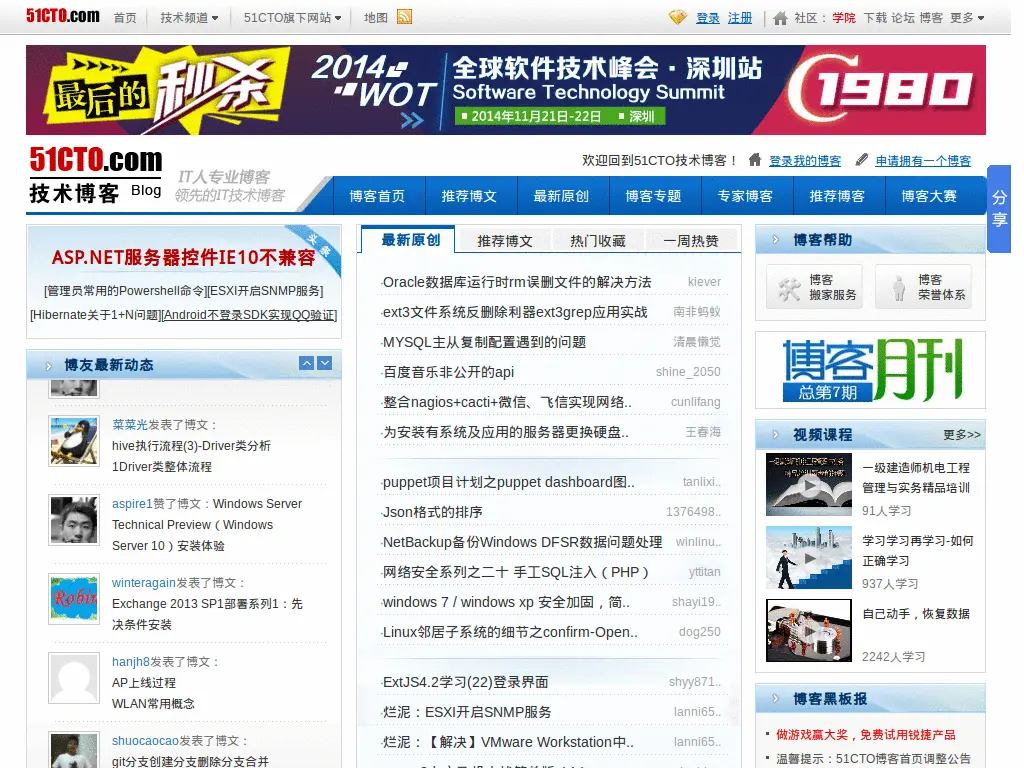 51CTO.com 首页 技术频道 51CTO旗下网站 地图 登录 注册 社区： 学院 下载 论坛 博客 更多
最后的 秒杀 2014 WOT 全球软件技术峰会·深圳站 Software Technology Summit 2014年11月21日-22日 深圳 1980
51CTO.com
技术博客 Blog
IT人专业博客
领先的IT技术博客
欢迎回到51CTO技术博客！ 登录我的博客 申请拥有一个博客
博客首页 推荐博文 最新原创 博客专题 专家博客 推荐博客 博客大赛
分享
头条
ASP.NET服务器控件IE10不兼容
[管理员常用的Powershell命令][ESXI开启SNMP服务]
[Hibernate关于1+N问题][Android不登录SDK实现QQ验证]
博友最新动态
菜菜光发表了博文：
hive执行流程(3)-Driver类分析
1Driver类整体流程
aspire1赞了博文：Windows Server
Technical Preview（Windows
Server 10）安装体验
Robin
winteragain发表了博文：
Exchange 2013 SP1部署系列1：先
决条件安装
hanjh8发表了博文：
AP上线过程
WLAN常用概念
shuocaocao发表了博文：
git分支创建分支删除分支合并
最新原创 推荐博文 热门收藏 一周热赞
·Oracle数据库运行时rm误删文件的解决方法 kiever
·ext3文件系统反删除利器ext3grep应用实战 南非蚂蚁
·MYSQL主从复制配置遇到的问题 清晨懒觉
·百度音乐非公开的api shine_2050
·整合nagios+cacti+微信、飞信实现网络.. cunlifang
·为安装有系统及应用的服务器更换硬盘.. 王春海
·puppet项目计划之puppet dashboard图.. tanlixi..
·Json格式的排序 1376498..
·NetBackup备份Windows DFSR数据问题处理 winlinu..
·网络安全系列之二十 手工SQL注入（PHP） yttitan
·windows 7 / windows xp 安全加固，简.. shayi19..
·Linux邻居子系统的细节之confirm-Open.. dog250
·ExtJS4.2学习(22)登录界面 shyy871..
·烂泥：ESXI开启SNMP服务 lanni65..
·烂泥：【解决】VMware Workstation中.. lanni65..
博客帮助
博客
搬家服务
博客
荣誉体系
博客月刊
总第7期
视频课程 更多>>
一级建造师机电工程
管理与实务精品培训
91人学习
学习学习再学习-如何
正确学习
937人学习
自己动手，恢复数据
2242人学习
博客黑板报
做游戏赢大奖，免费试用锐捷产品
温馨提示：51CTO博客首页调整公告